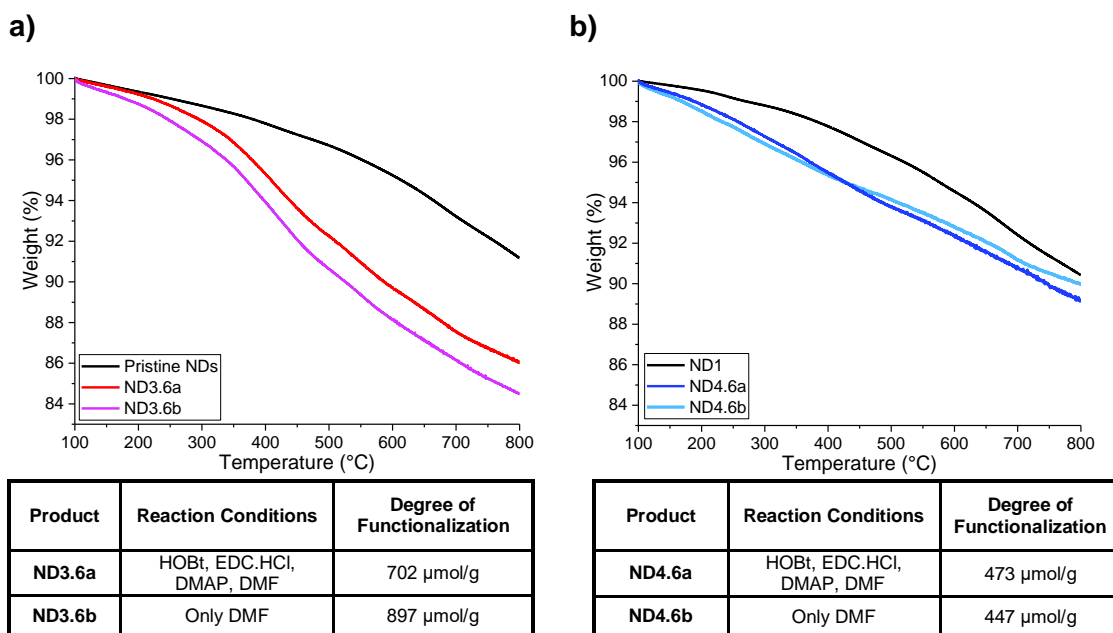 a)
100
98
96
94
92
90
88
86
84
Weight (%)
Pristine NDs
ND3.6a
ND3.6b
100 200 300 400 500 600 700 800
Temperature (°C)
Product Reaction Conditions Degree of
Functionalization
ND3.6a HOBt, EDC.HCl,
DMAP, DMF 702 µmol/g
ND3.6b Only DMF 897 µmol/g
b)
100
98
96
94
92
90
88
86
84
Weight (%)
ND1
ND4.6a
ND4.6b
100 200 300 400 500 600 700 800
Temperature (°C)
Product Reaction Conditions Degree of
Functionalization
ND4.6a HOBt, EDC.HCl,
DMAP, DMF 473 µmol/g
ND4.6b Only DMF 447 µmol/g